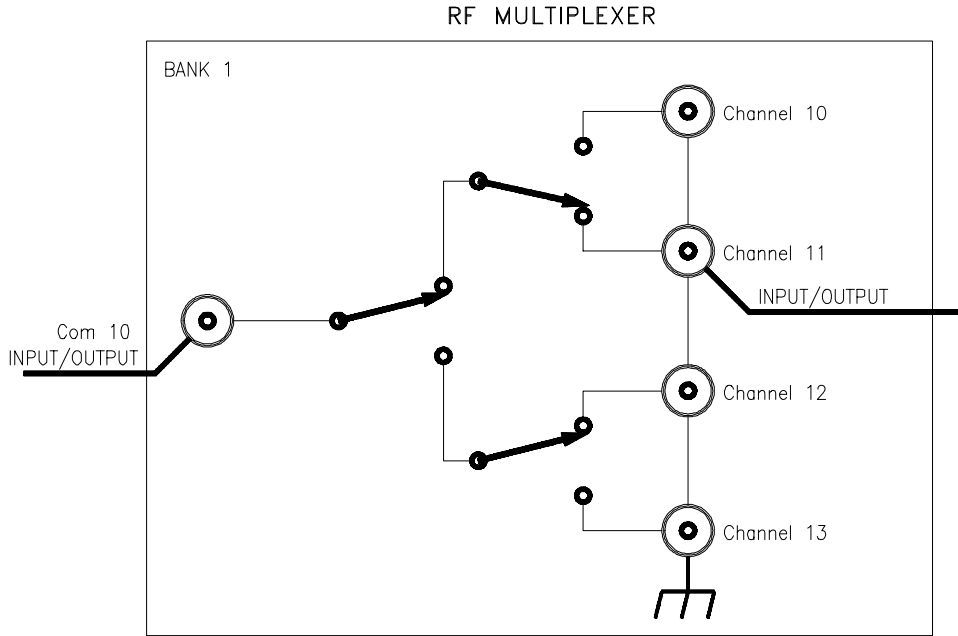 RF MULTIPLEXER
BANK 1
Channel 10
Channel 11
INPUT/OUTPUT
Com 10
INPUT/OUTPUT
Channel 12
Channel 13